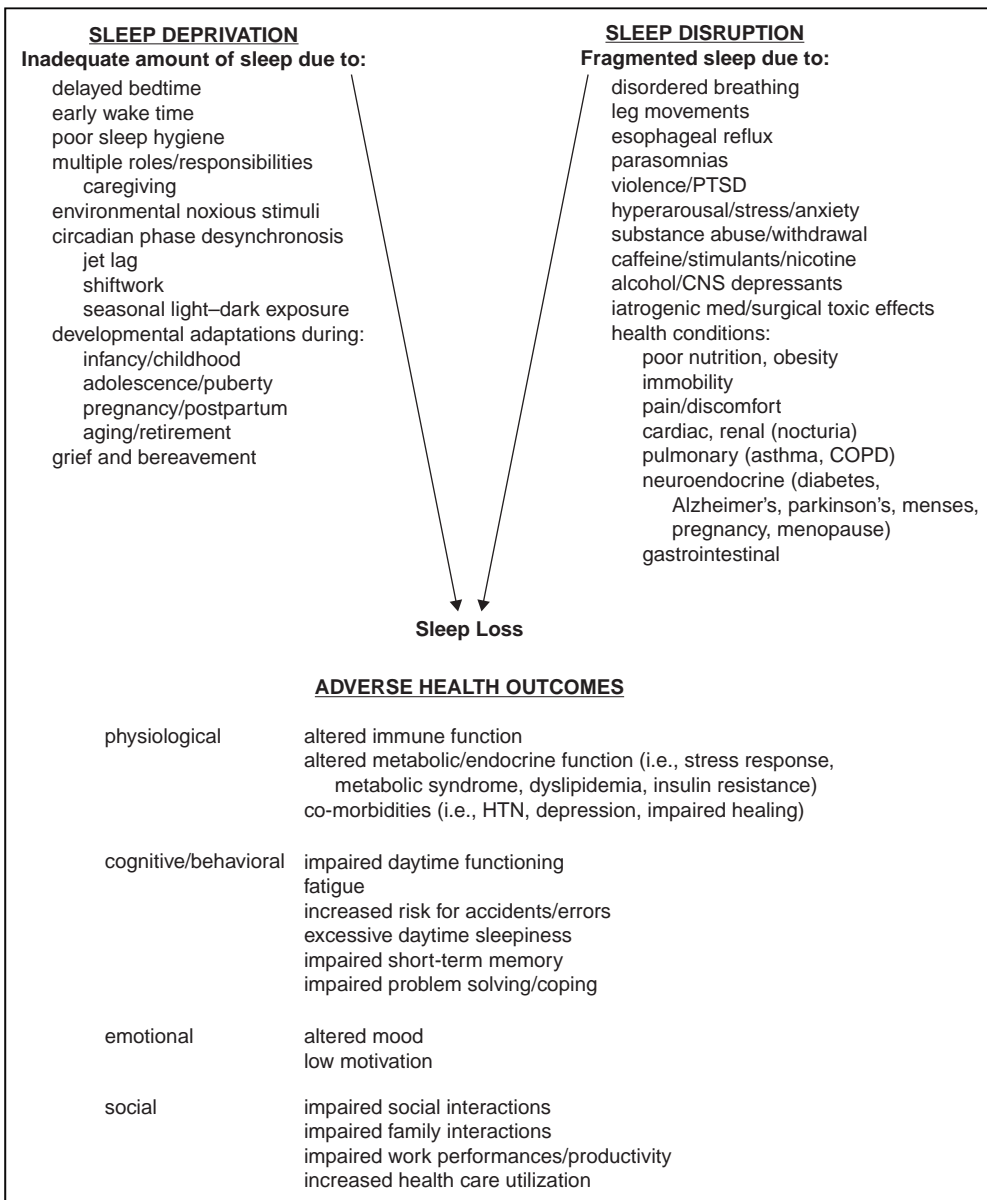 SLEEP DEPRIVATION
Inadequate amount of sleep due to:
delayed bedtime
early wake time
poor sleep hygiene
multiple roles/responsibilities
caregiving
environmental noxious stimuli
circadian phase desynchronosis
jet lag
shiftwork
seasonal light–dark exposure
developmental adaptations during:
infancy/childhood
adolescence/puberty
pregnancy/postpartum
aging/retirement
grief and bereavement
SLEEP DISRUPTION
Fragmented sleep due to:
disordered breathing
leg movements
esophageal reflux
parasomnias
violence/PTSD
hyperarousal/stress/anxiety
substance abuse/withdrawal
caffeine/stimulants/nicotine
alcohol/CNS depressants
iatrogenic med/surgical toxic effects
health conditions:
poor nutrition, obesity
immobility
pain/discomfort
cardiac, renal (nocturia)
pulmonary (asthma, COPD)
neuroendocrine (diabetes,
Alzheimer's, parkinson's, menses,
pregnancy, menopause)
gastrointestinal
Sleep Loss
ADVERSE HEALTH OUTCOMES
physiological altered immune function
altered metabolic/endocrine function (i.e., stress response,
metabolic syndrome, dyslipidemia, insulin resistance)
co-morbidities (i.e., HTN, depression, impaired healing)
cognitive/behavioral impaired daytime functioning
fatigue
increased risk for accidents/errors
excessive daytime sleepiness
impaired short-term memory
impaired problem solving/coping
emotional altered mood
low motivation
social impaired social interactions
impaired family interactions
impaired work performances/productivity
increased health care utilization